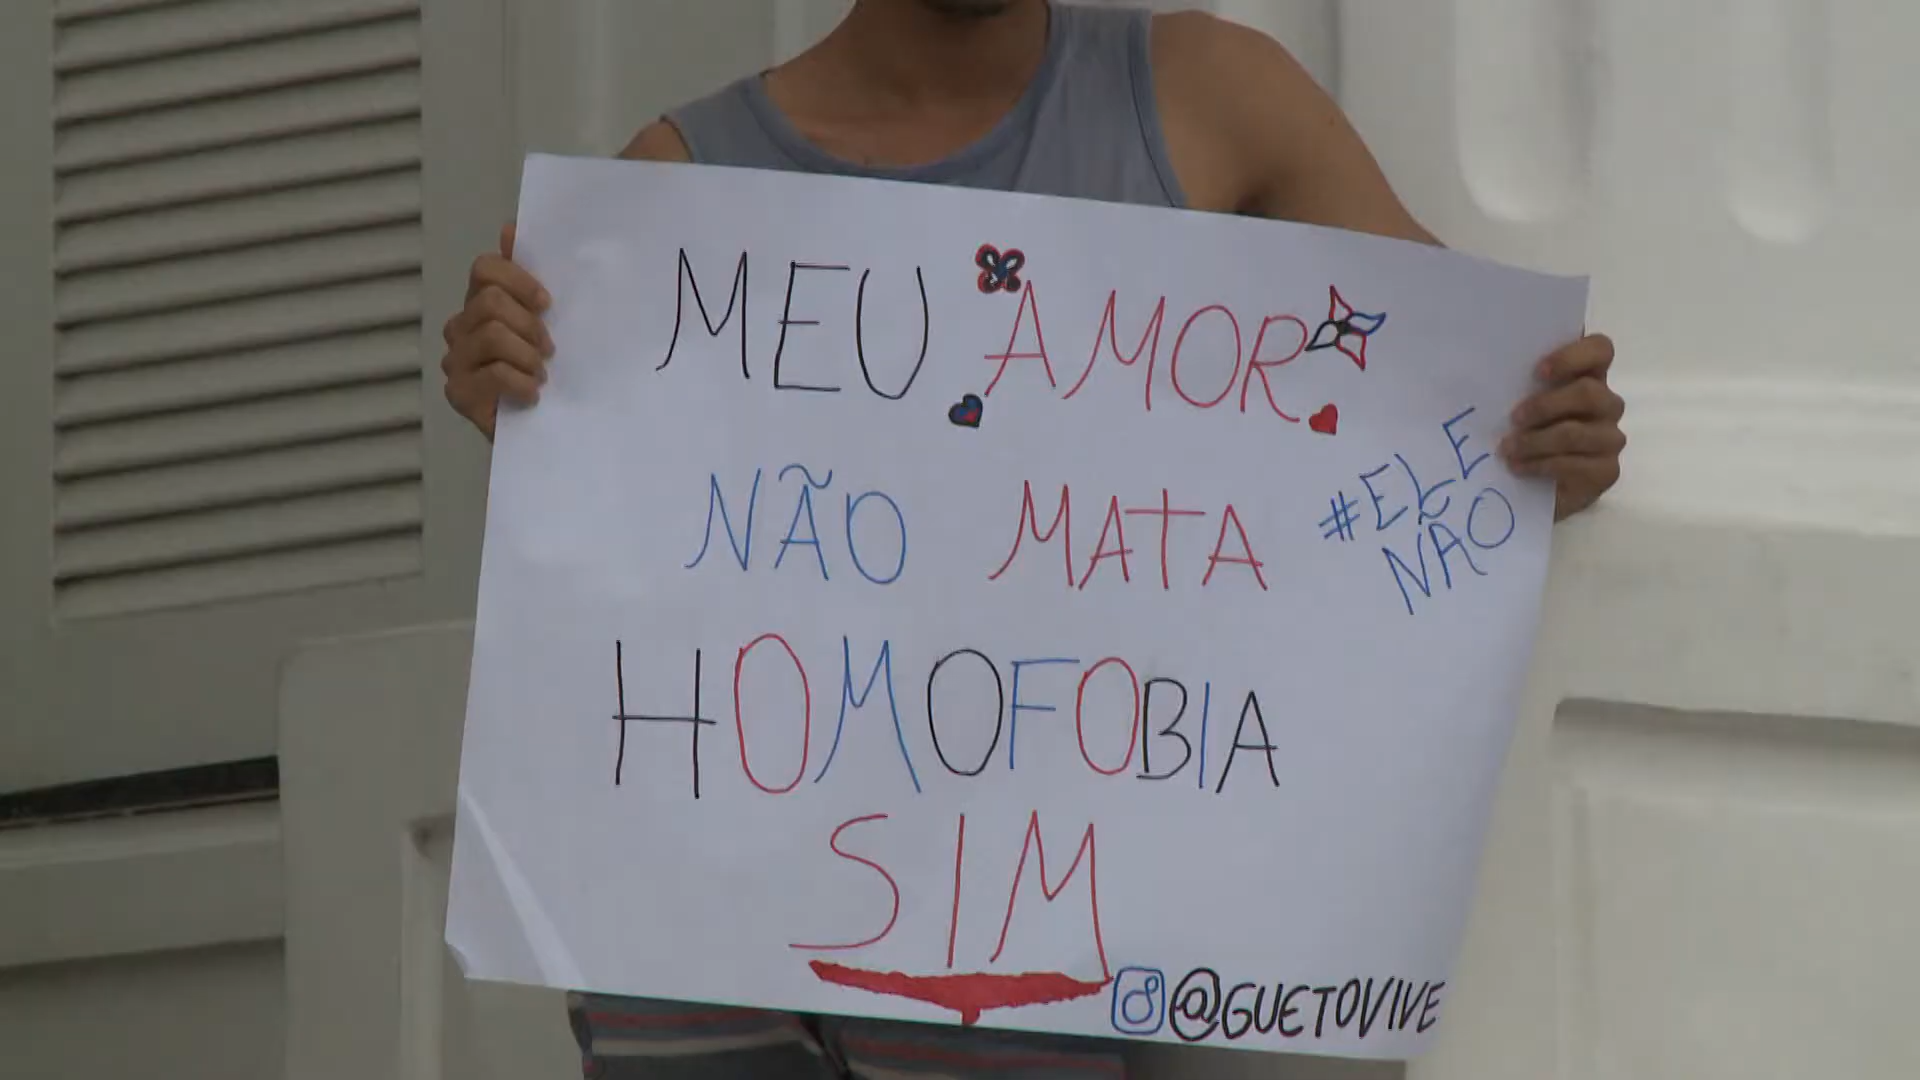 MEU AMOR
NÃO MATA
#ELE
NÃO
HOMOFOBIA
SIM
@GUETOVIVE